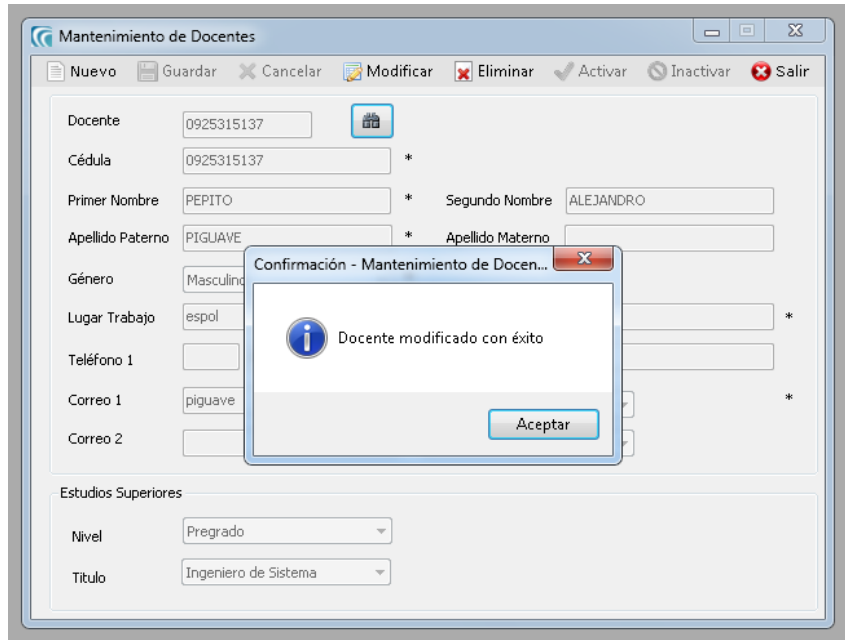 Mantenimiento de Docentes
Nuevo Guardar Cancelar Modificar Eliminar Activar Inactivar Salir
Docente 0925315137
Cédula 0925315137 *
Primer Nombre PEPITO * Segundo Nombre ALEJANDRO
Apellido Paterno PIGUAVE * Apellido Materno
Confirmación - Mantenimiento de Docen...
Género Masculino
Lugar Trabajo espol *
Docente modificado con éxito
Teléfono 1
Correo 1 piguave *
Aceptar
Correo 2
Estudios Superiores
Nivel Pregrado
Titulo Ingeniero de Sistema